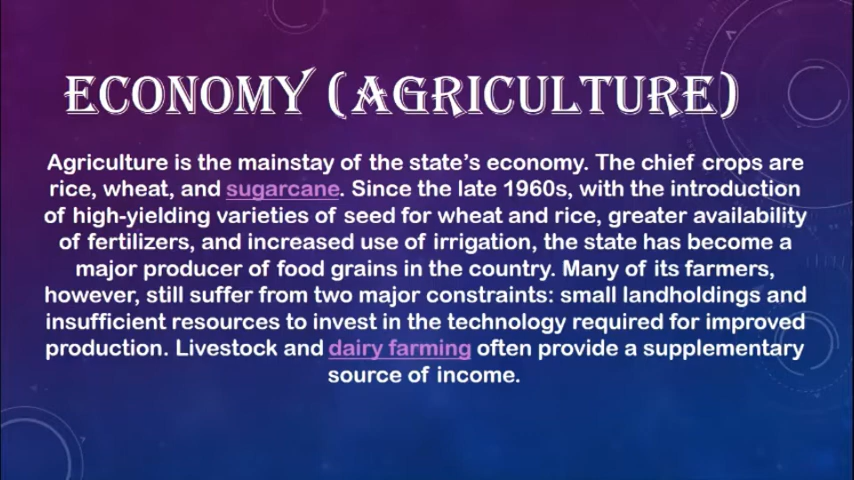 ECONOMY (AGRICULTURE)
Agriculture is the mainstay of the state's economy. The chief crops are
rice, wheat, and sugarcane. Since the late 1960s, with the introduction
of high-yielding varieties of seed for wheat and rice, greater availability
of fertilizers, and increased use of irrigation, the state has become a
major producer of food grains in the country. Many of its farmers,
however, still suffer from two major constraints: small landholdings and
insufficient resources to invest in the technology required for improved
production. Livestock and dairy farming often provide a supplementary
source of income.